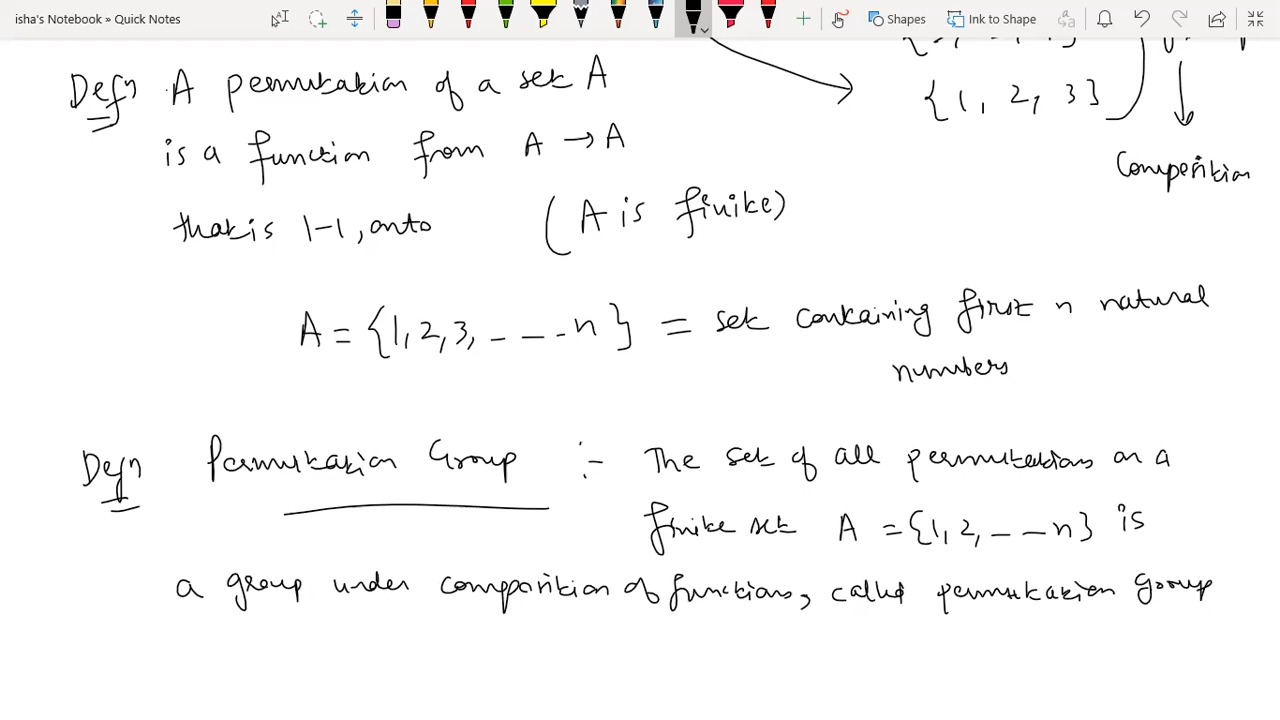 isha's Notebook » Quick Notes
Shapes Ink to Shape
Defn A permutation of a set A
{1, 2, 3}
is a function from A → A
Composition
that is 1-1, onto (A is finite)
A = {1, 2, 3, _ _ _ n } = set containing first n natural
numbers
Defn Permutation Group :- The set of all permutations on a
finite set A = {1, 2, _ _ n} is
a group under composition of functions, called permutation group